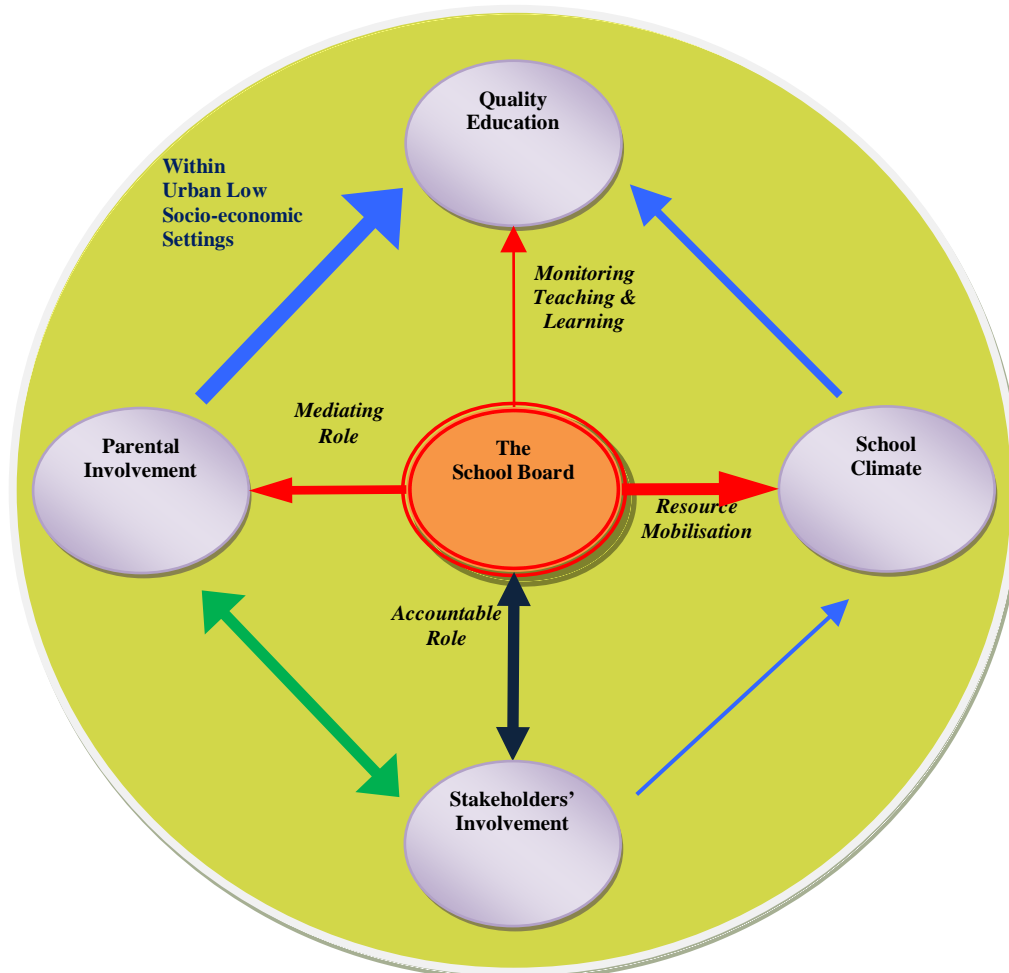 Quality
Education
Within
Urban Low
Socio-economic
Settings
Monitoring
Teaching &
Learning
Mediating
Role
Parental
Involvement
The
School Board
School
Climate
Resource
Mobilisation
Accountable
Role
Stakeholders’
Involvement